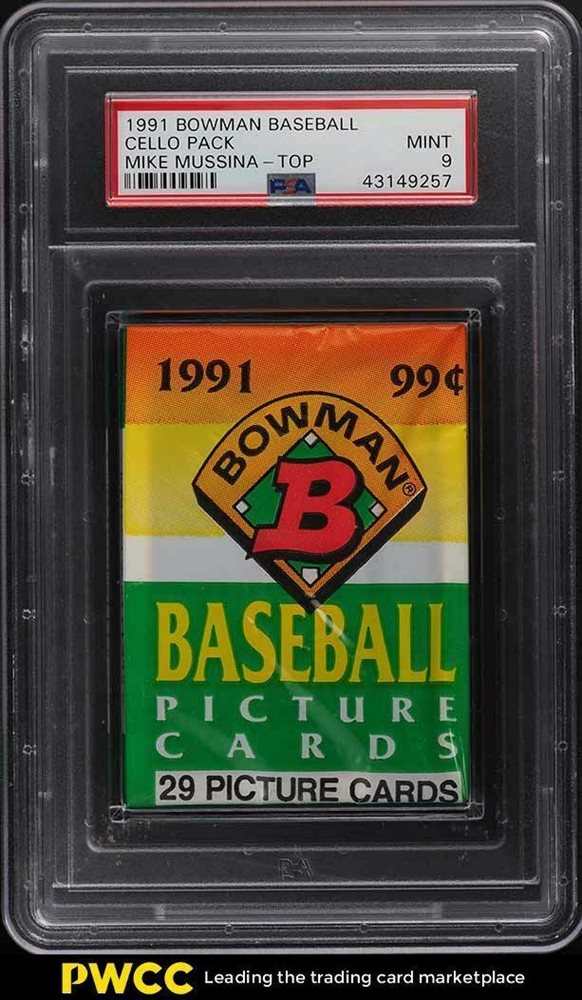 1991 BOWMAN BASEBALL
CELLO PACK MINT
MIKE MUSSINA - TOP 9
PSA 43149257
1991 99¢
BOWMAN®
B
BASEBALL
PICTURE
CARDS
29 PICTURE CARDS
PSA
PWCC Leading the trading card marketplace